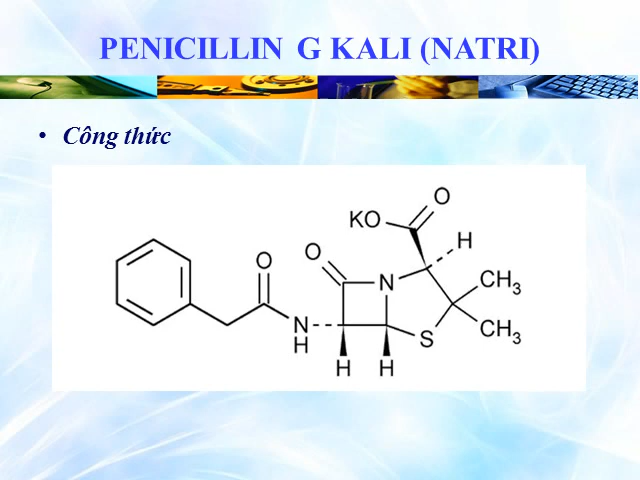 PENICILLIN G KALI (NATRI)
• Công thức
O
KO
H
O
O
N
CH3
N
H
S
CH3
H
H